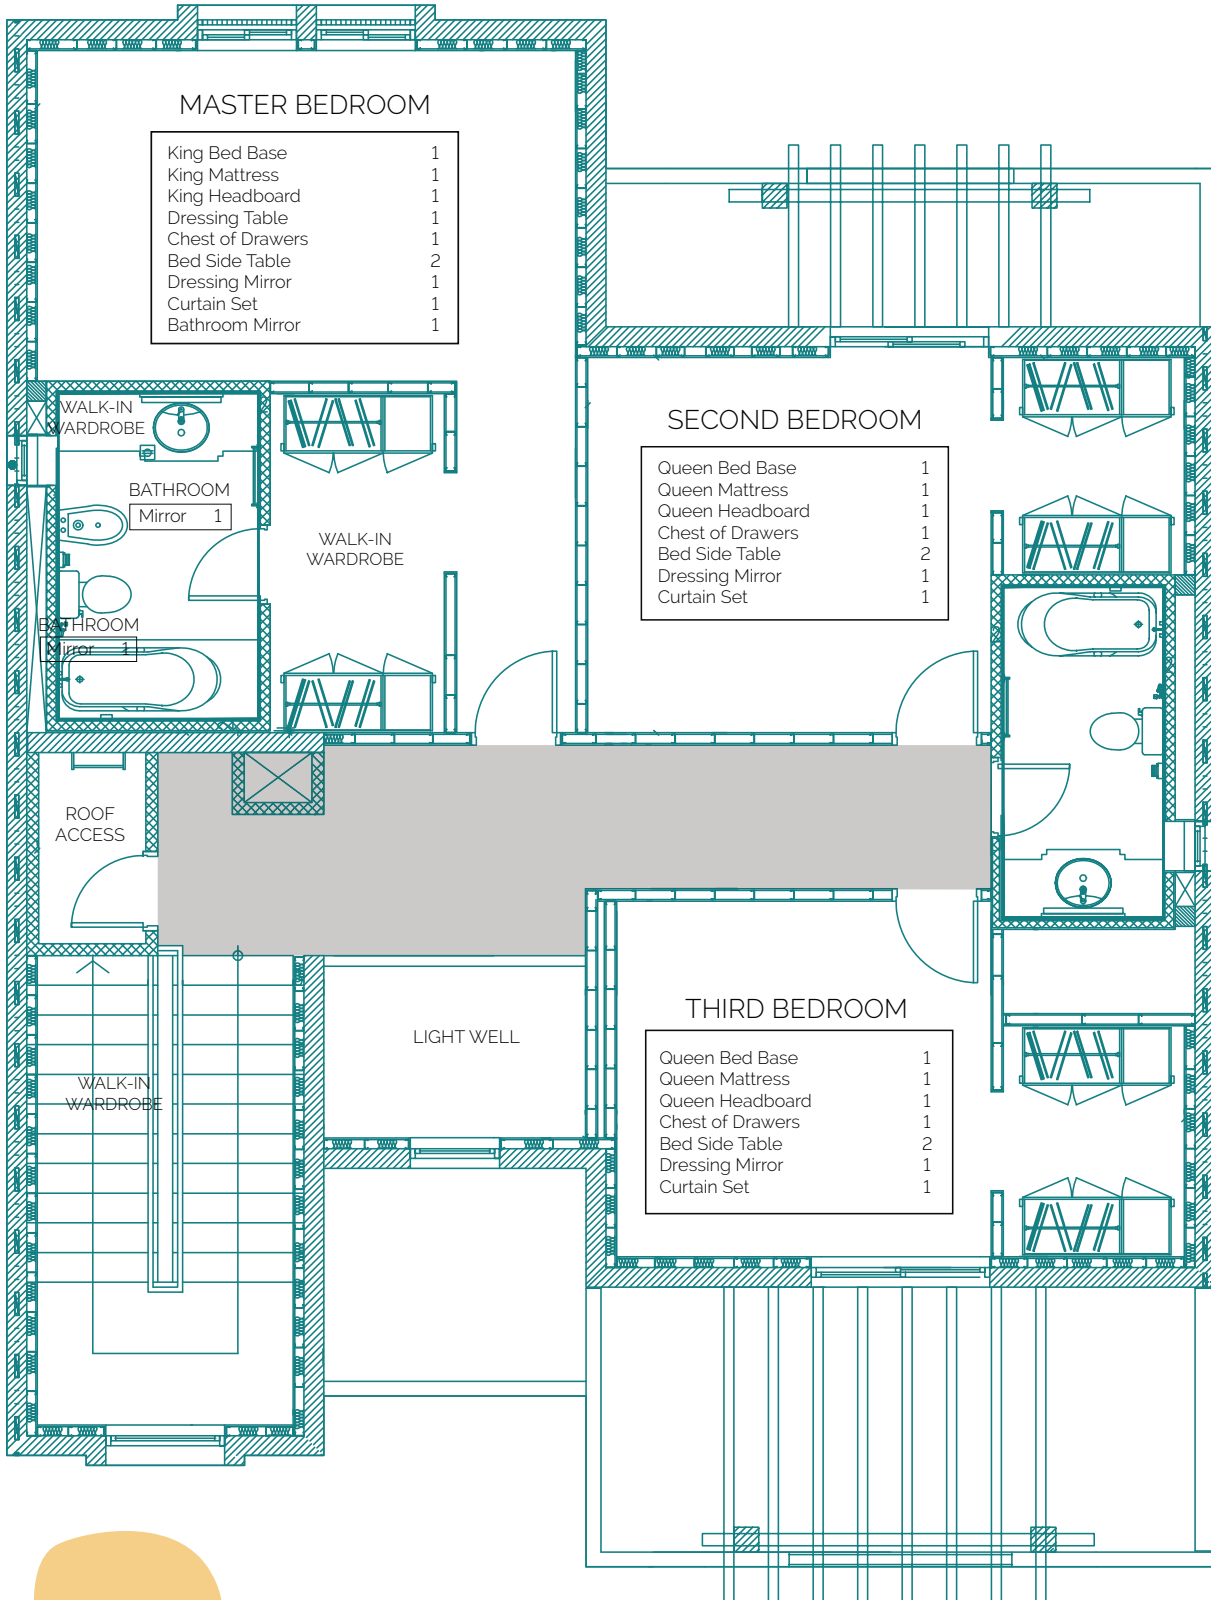 MASTER BEDROOM
King Bed Base 1
King Mattress 1
King Headboard 1
Dressing Table 1
Chest of Drawers 1
Bed Side Table 2
Dressing Mirror 1
Curtain Set 1
Bathroom Mirror 1
WALK-IN
WARDROBE
BATHROOM
Mirror 1
WALK-IN
WARDROBE
BATHROOM
Mirror 1
SECOND BEDROOM
Queen Bed Base 1
Queen Mattress 1
Queen Headboard 1
Chest of Drawers 1
Bed Side Table 2
Dressing Mirror 1
Curtain Set 1
ROOF
ACCESS
LIGHT WELL
WALK-IN
WARDROBE
THIRD BEDROOM
Queen Bed Base 1
Queen Mattress 1
Queen Headboard 1
Chest of Drawers 1
Bed Side Table 2
Dressing Mirror 1
Curtain Set 1